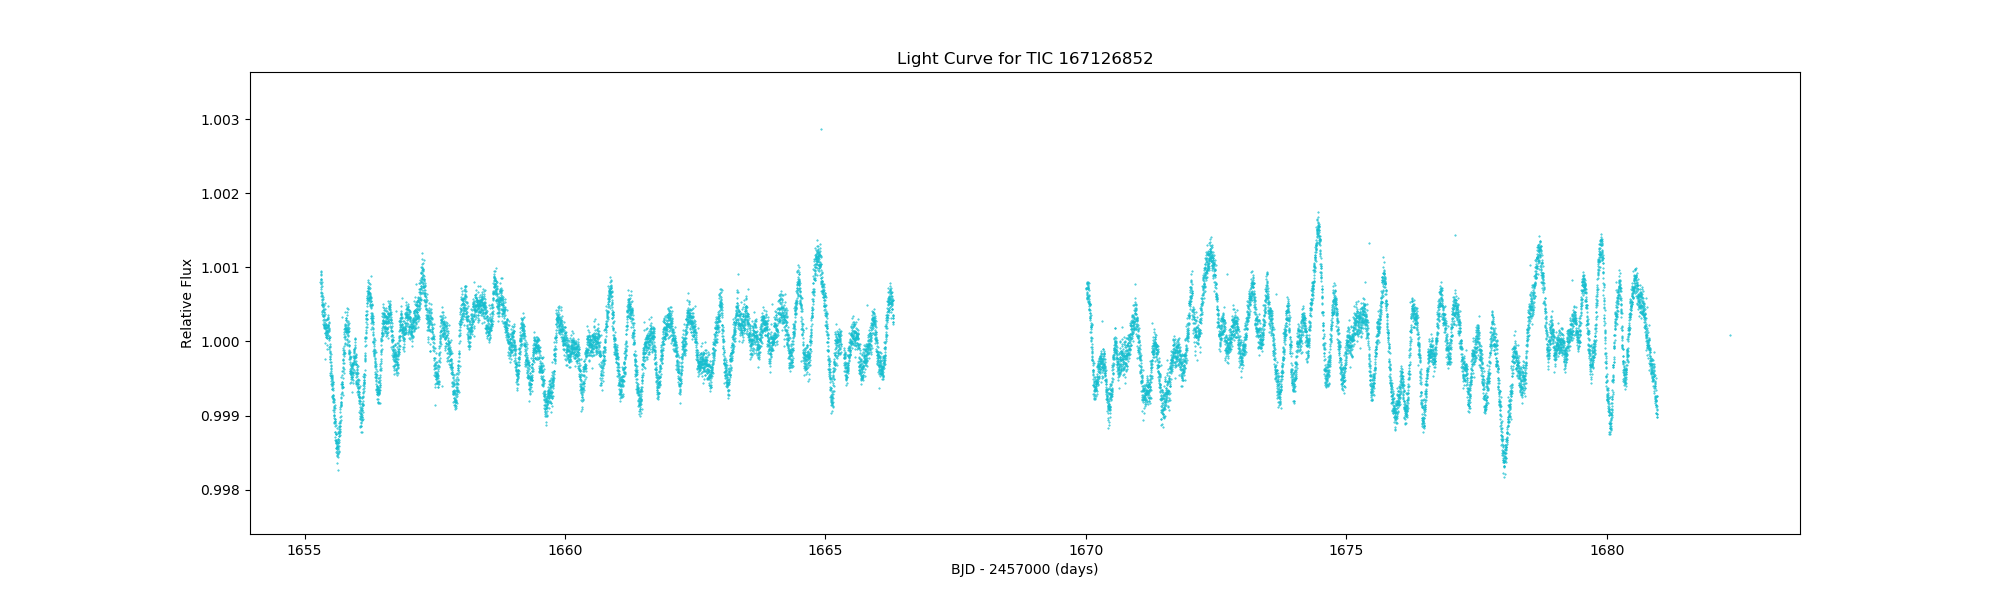 Light Curve for TIC 167126852
Relative Flux
1.003
1.002
1.001
1.000
0.999
0.998
1655 1660 1665 1670 1675 1680
BJD - 2457000 (days)